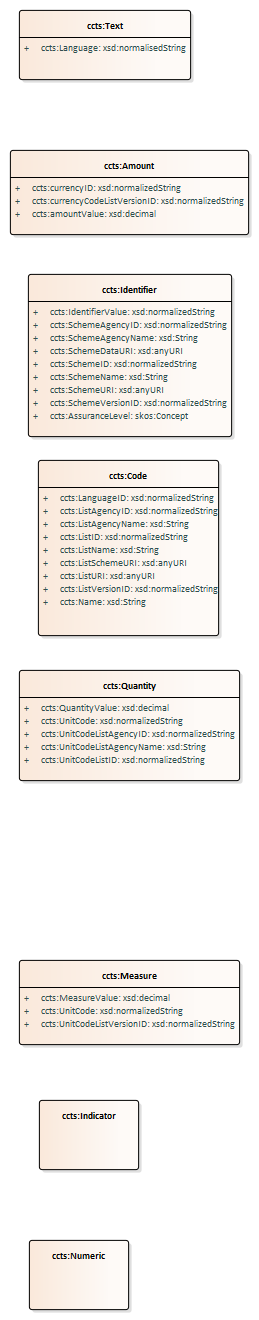 ccts:Text
+ ccts:Language: xsd:normalisedString
ccts:Amount
+ ccts:currencyID: xsd:normalizedString
+ ccts:currencyCodeListVersionID: xsd:normalizedString
+ ccts:amountValue: xsd:decimal
ccts:Identifier
+ ccts:IdentifierValue: xsd:normalizedString
+ ccts:SchemeAgencyID: xsd:normalizedString
+ ccts:SchemeAgencyName: xsd:String
+ ccts:SchemeDataURI: xsd:anyURI
+ ccts:SchemeID: xsd:normalizedString
+ ccts:SchemeName: xsd:String
+ ccts:SchemeURI: xsd:anyURI
+ ccts:SchemeVersionID: xsd:normalizedString
+ ccts:AssuranceLevel: skos:Concept
ccts:Code
+ ccts:LanguageID: xsd:normalizedString
+ ccts:ListAgencyID: xsd:normalizedString
+ ccts:ListAgencyName: xsd:String
+ ccts:ListID: xsd:normalizedString
+ ccts:ListName: xsd:String
+ ccts:ListSchemeURI: xsd:anyURI
+ ccts:ListURI: xsd:anyURI
+ ccts:ListVersionID: xsd:normalizedString
+ ccts:Name: xsd:String
ccts:Quantity
+ ccts:QuantityValue: xsd:decimal
+ ccts:UnitCode: xsd:normalizedString
+ ccts:UnitCodeListAgencyID: xsd:normalizedString
+ ccts:UnitCodeListAgencyName: xsd:String
+ ccts:UnitCodeListID: xsd:normalizedString
ccts:Measure
+ ccts:MeasureValue: xsd:decimal
+ ccts:UnitCode: xsd:normalizedString
+ ccts:UnitCodeListVersionID: xsd:normalizedString
ccts:Indicator
ccts:Numeric